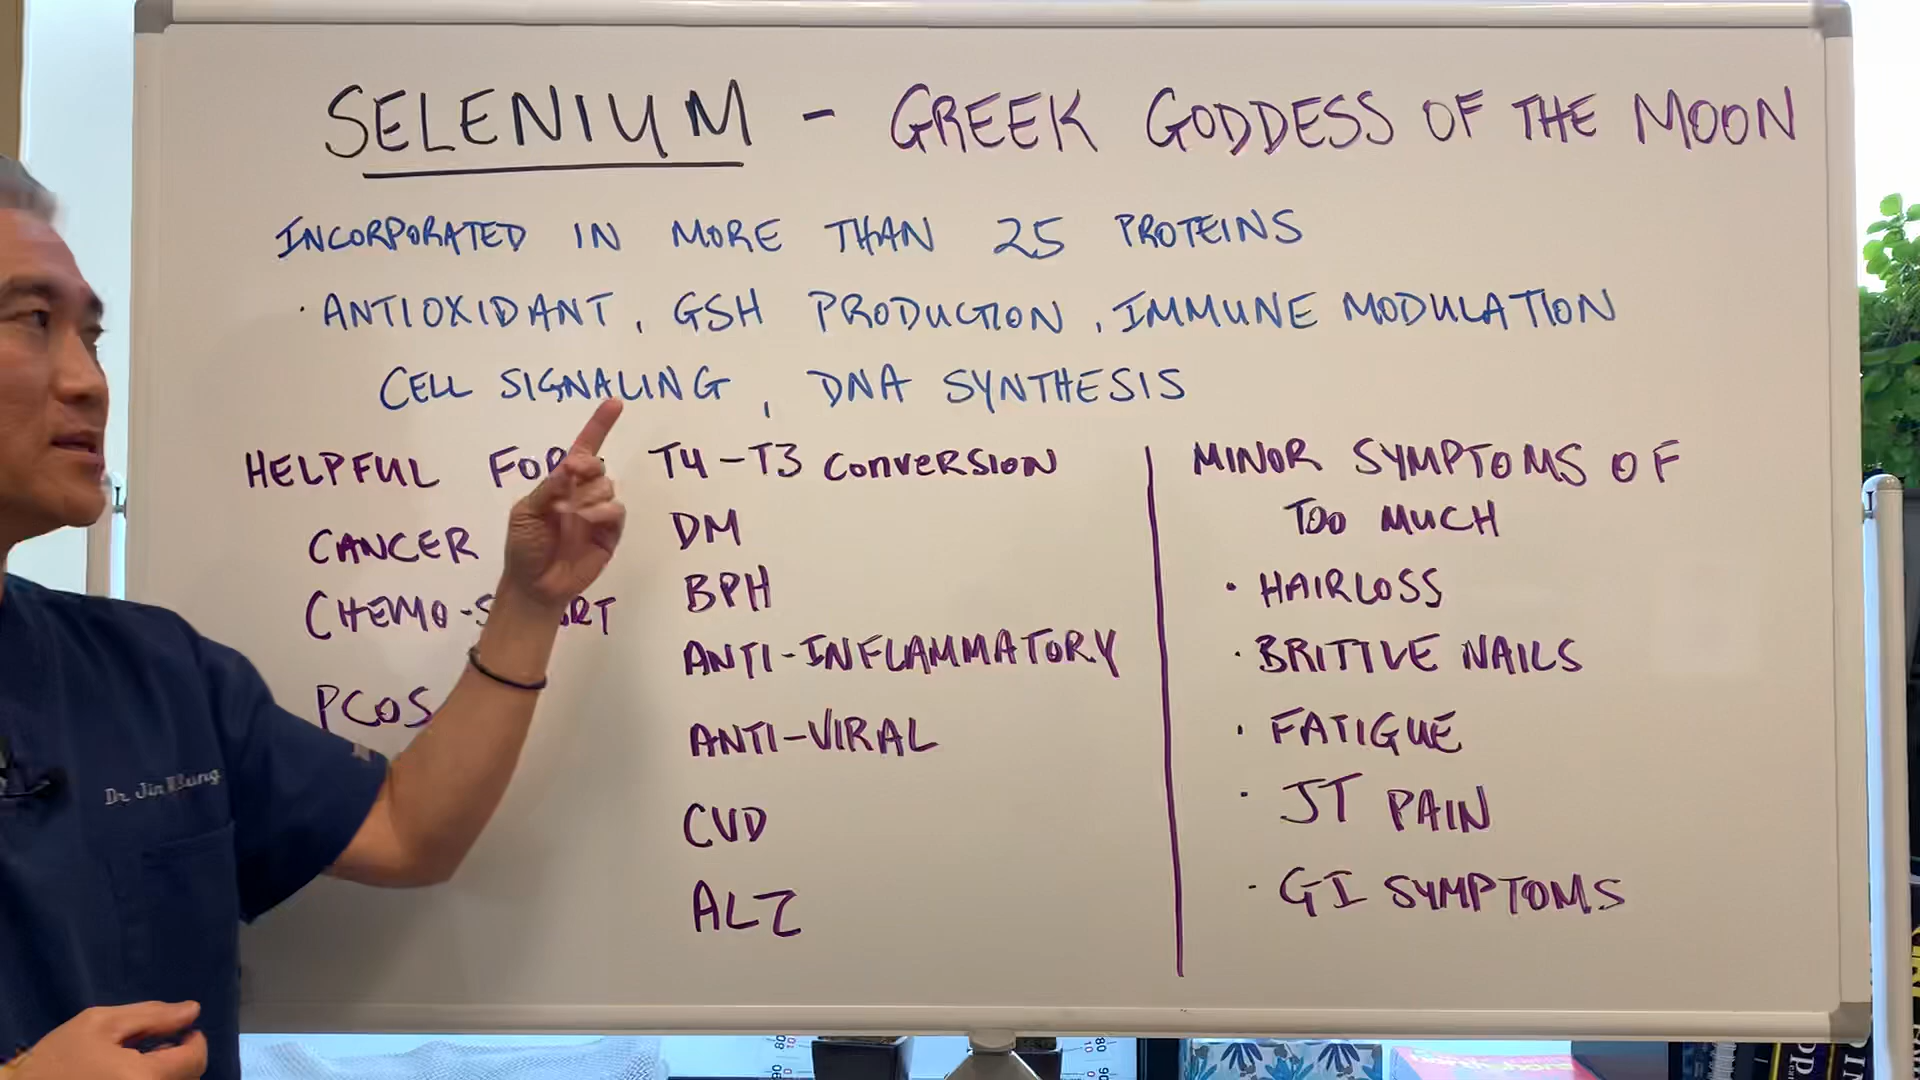 SELENIUM - GREEK GODDESS OF THE MOON
INCORPORATED IN MORE THAN 25 PROTEINS
· ANTIOXIDANT, GSH PRODUCTION, IMMUNE MODULATION
CELL SIGNALING, DNA SYNTHESIS
HELPFUL FOR
CANCER
CHEMO-
PCOS
T4-T3 CONVERSION
DM
BPH
ANTI-INFLAMMATORY
ANTI-VIRAL
CVD
ALZ
MINOR SYMPTOMS OF
TOO MUCH
· HAIRLOSS
· BRITTLE NAILS
· FATIGUE
· JT PAIN
· GI SYMPTOMS
Dr. Jin